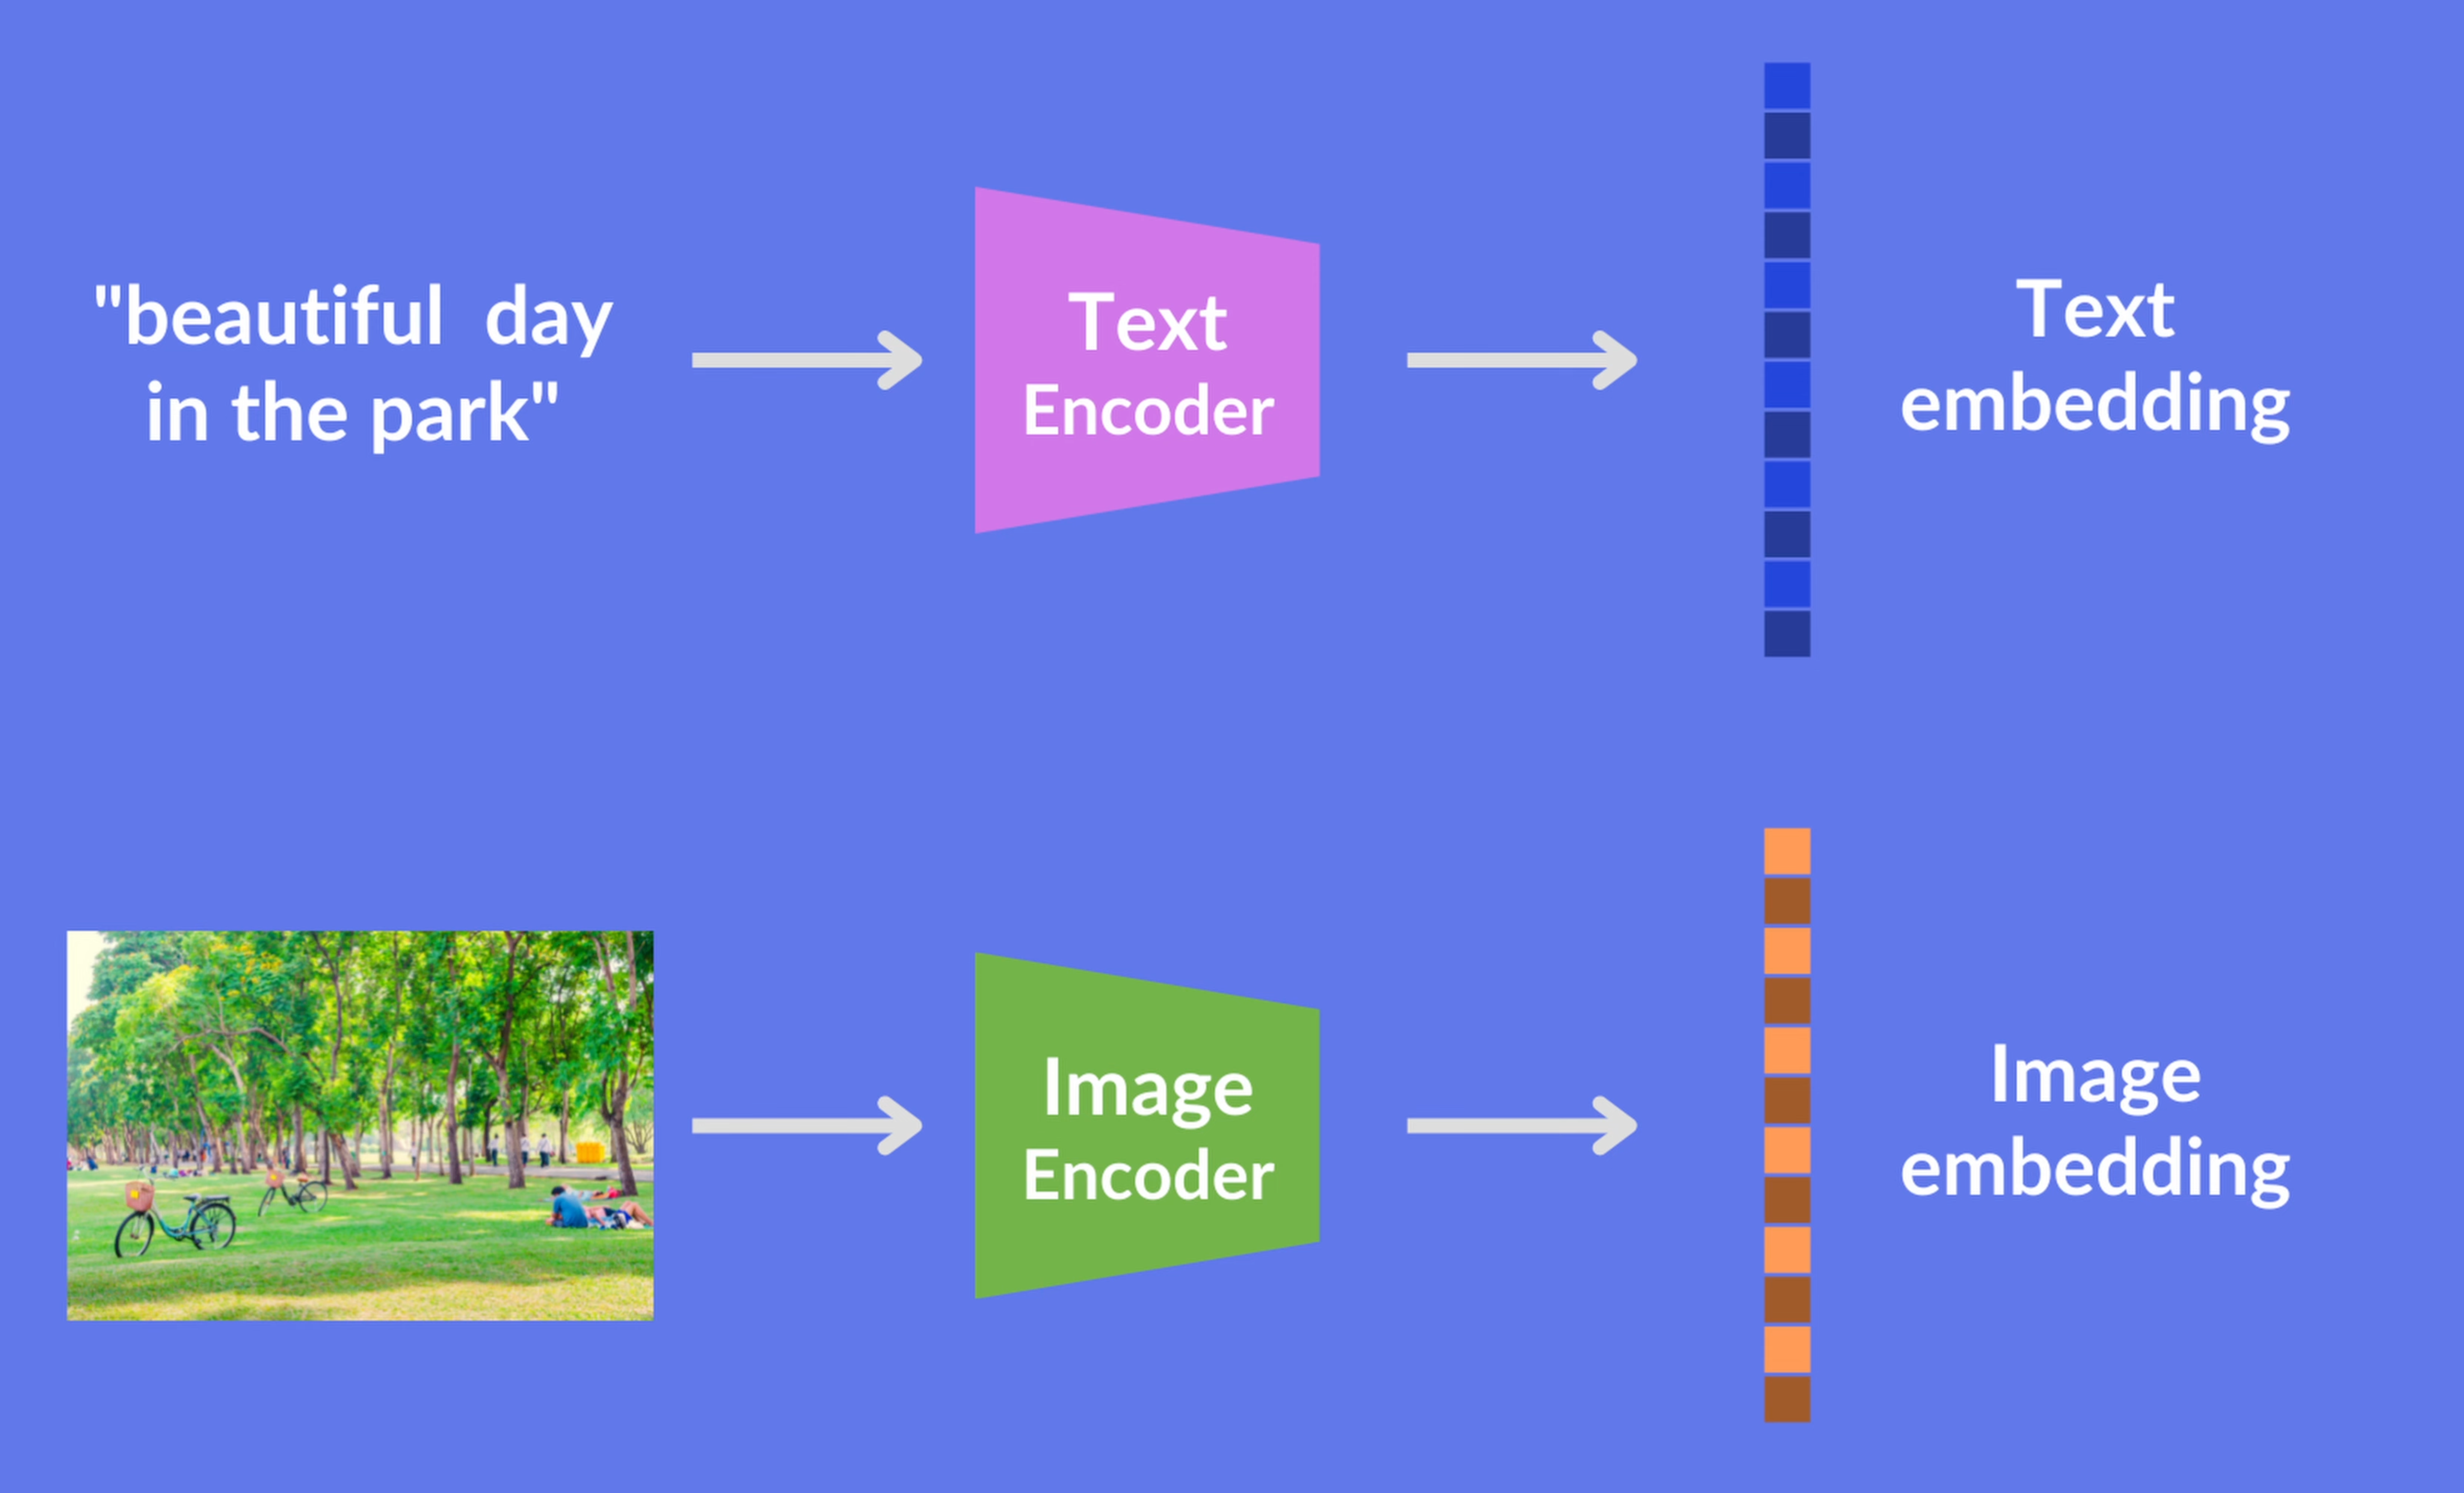 "beautiful  day
in the park"
Text
Encoder
Text
embedding
Image
Encoder
Image
embedding